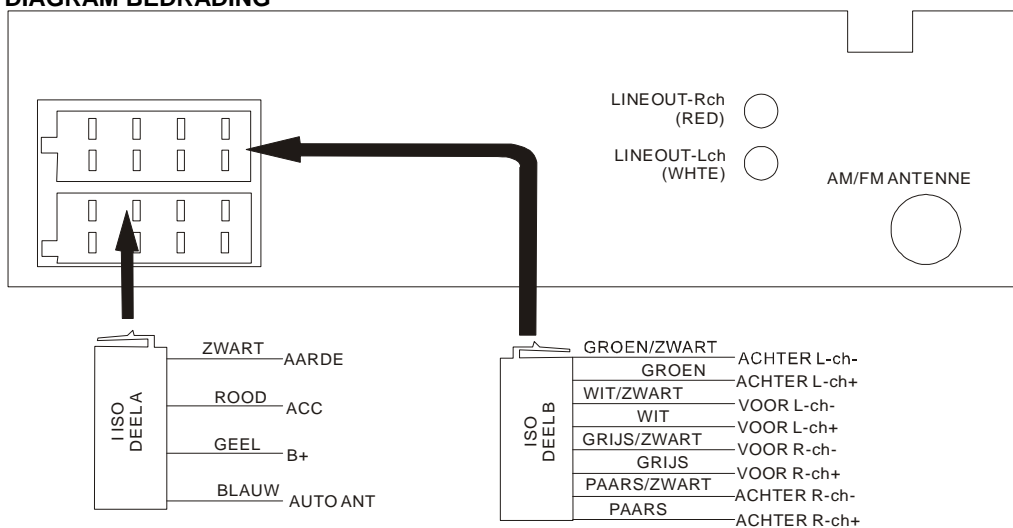 DIAGRAM BEDRADING
LINEOUT-Rch
(RED)
LINEOUT-Lch
(WHTE)
AM/FM ANTENNE
IISO
DEEL A
ZWART
AARDE
ROOD
ACC
GEEL
B+
BLAUW
AUTO ANT
ISO
DEEL B
GROEN/ZWART
ACHTER L-ch-
GROEN
ACHTER L-ch+
WIT/ZWART
VOOR L-ch-
WIT
VOOR L-ch+
GRIJS/ZWART
VOOR R-ch-
GRIJS
VOOR R-ch+
PAARS/ZWART
ACHTER R-ch-
PAARS
ACHTER R-ch+